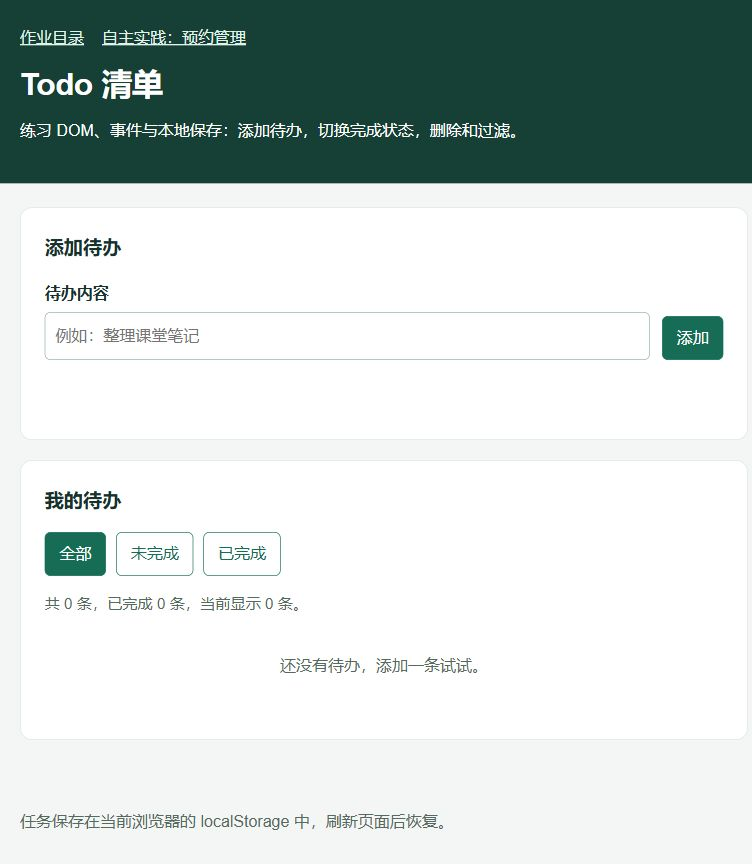 作业目录 自主实践：预约管理
Todo 清单
练习 DOM、事件与本地保存：添加待办，切换完成状态，删除和过滤。
添加待办
待办内容
例如：整理课堂笔记 添加
我的待办
全部 未完成 已完成
共 0 条，已完成 0 条，当前显示 0 条。
还没有待办，添加一条试试。
任务保存在当前浏览器的 localStorage 中，刷新页面后恢复。